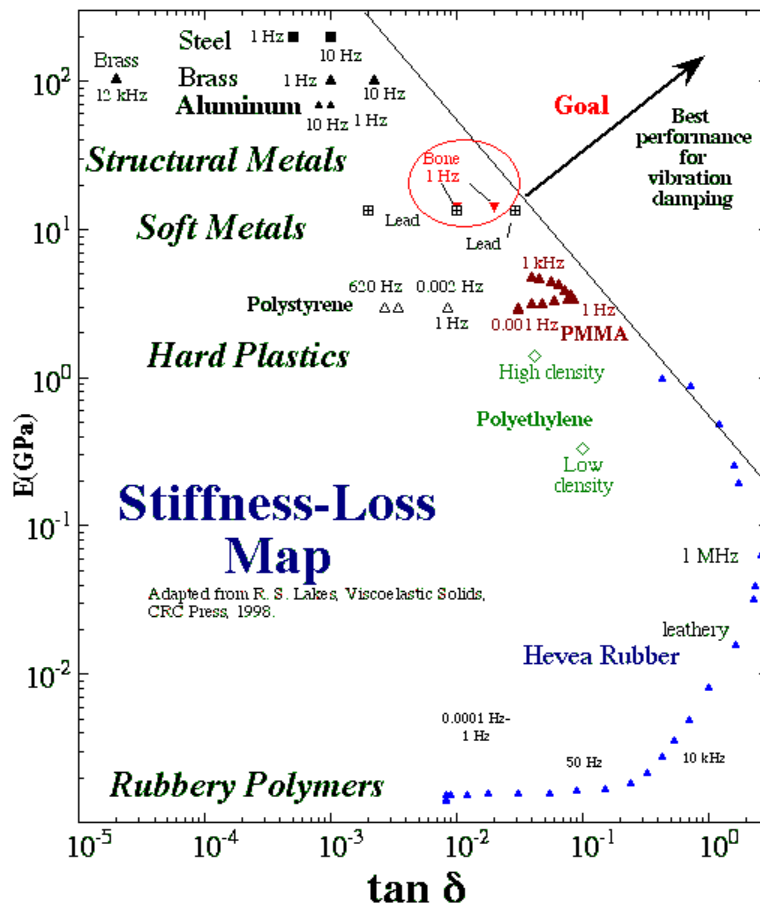 Steel
1 Hz
10 Hz
Brass
12 kHz
Brass
1 Hz
10 Hz
Aluminum
10 Hz
1 Hz
Goal
Best
performance
for
vibration
damping
Structural Metals
Bone
1 Hz
Soft Metals
Lead
Lead
620 Hz
0.002 Hz
Polystyrene
1 Hz
1 kHz
0.001 Hz
1 Hz
PMMA
Hard Plastics
High density
Polyethylene
Low
density
Stiffness-Loss
Map
Adapted from R. S. Lakes, Viscoelastic Solids,
CRC Press, 1998.
1 MHz
leathery
Hevea Rubber
0.0001 Hz-
1 Hz
50 Hz
10 kHz
Rubbery Polymers
E(GPa)
10²
10¹
10⁰
10⁻¹
10⁻²
10⁻⁵ 10⁻⁴ 10⁻³ 10⁻² 10⁻¹ 10⁰
tan δ